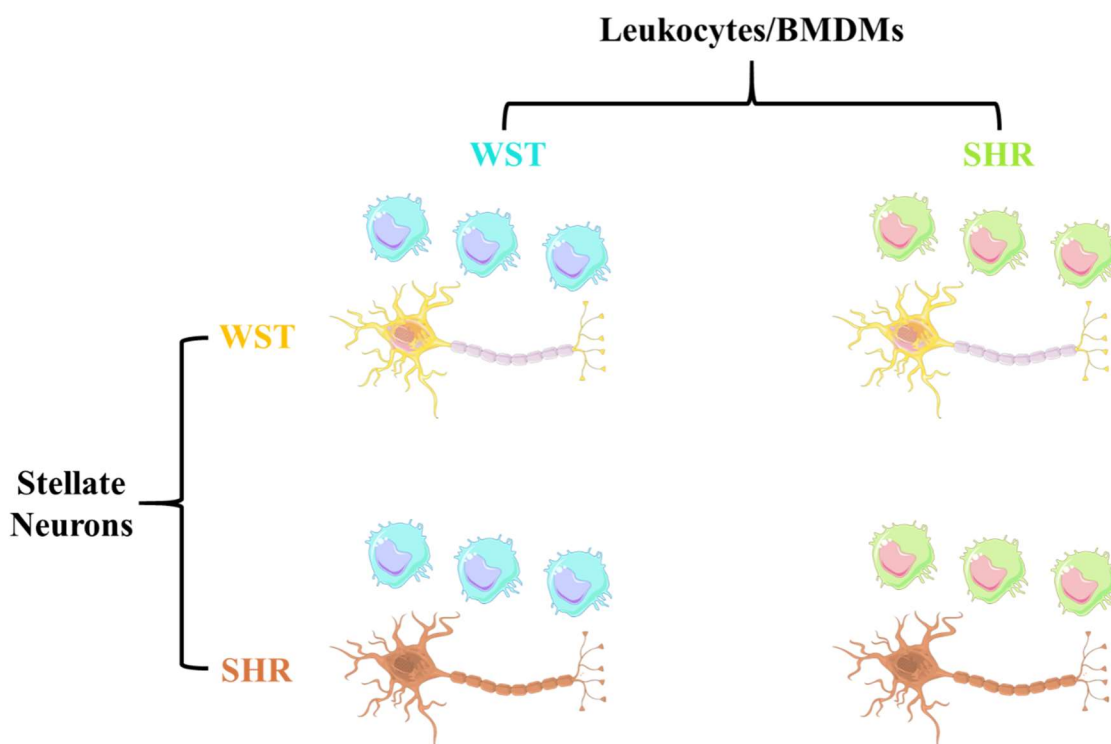 Leukocytes/BMDMs
WST
SHR
WST
Stellate
Neurons
SHR